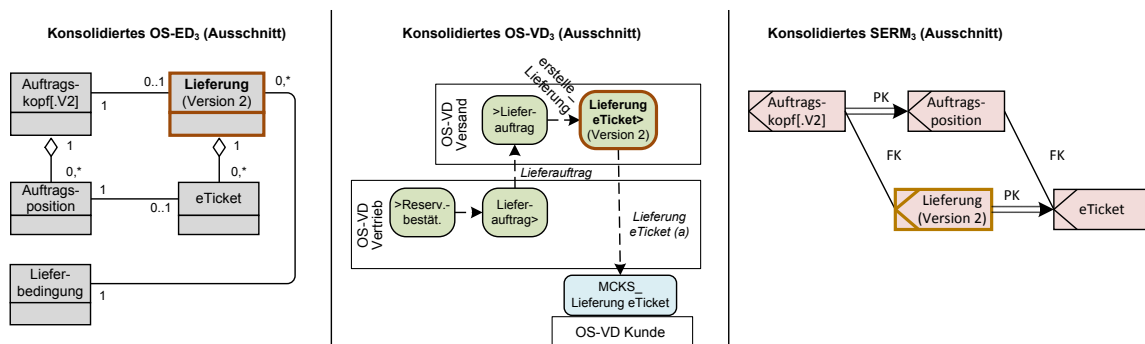 Konsolidiertes OS-ED₃ (Ausschnitt)
Auftrags-
kopf[.V2]
0..1
1
Lieferung
(Version 2)
0,*
1
0,*
1
0,*
Auftrags-
position
1
0..1
eTicket
Liefer-
bedingung
1
Konsolidiertes OS-VD₃ (Ausschnitt)
erstelle_
Lieferung
OS-VD
Versand
>Liefer-
auftrag
Lieferung
eTicket>
(Version 2)
Lieferauftrag
OS-VD
Vertrieb
>Reserv.-
bestät.
Liefer-
auftrag>
Lieferung
eTicket (a)
MCKS_
Lieferung eTicket
OS-VD Kunde
Konsolidiertes SERM₃ (Ausschnitt)
Auftrags-
kopf[.V2]
PK
Auftrags-
position
FK
FK
Lieferung
(Version 2)
PK
eTicket